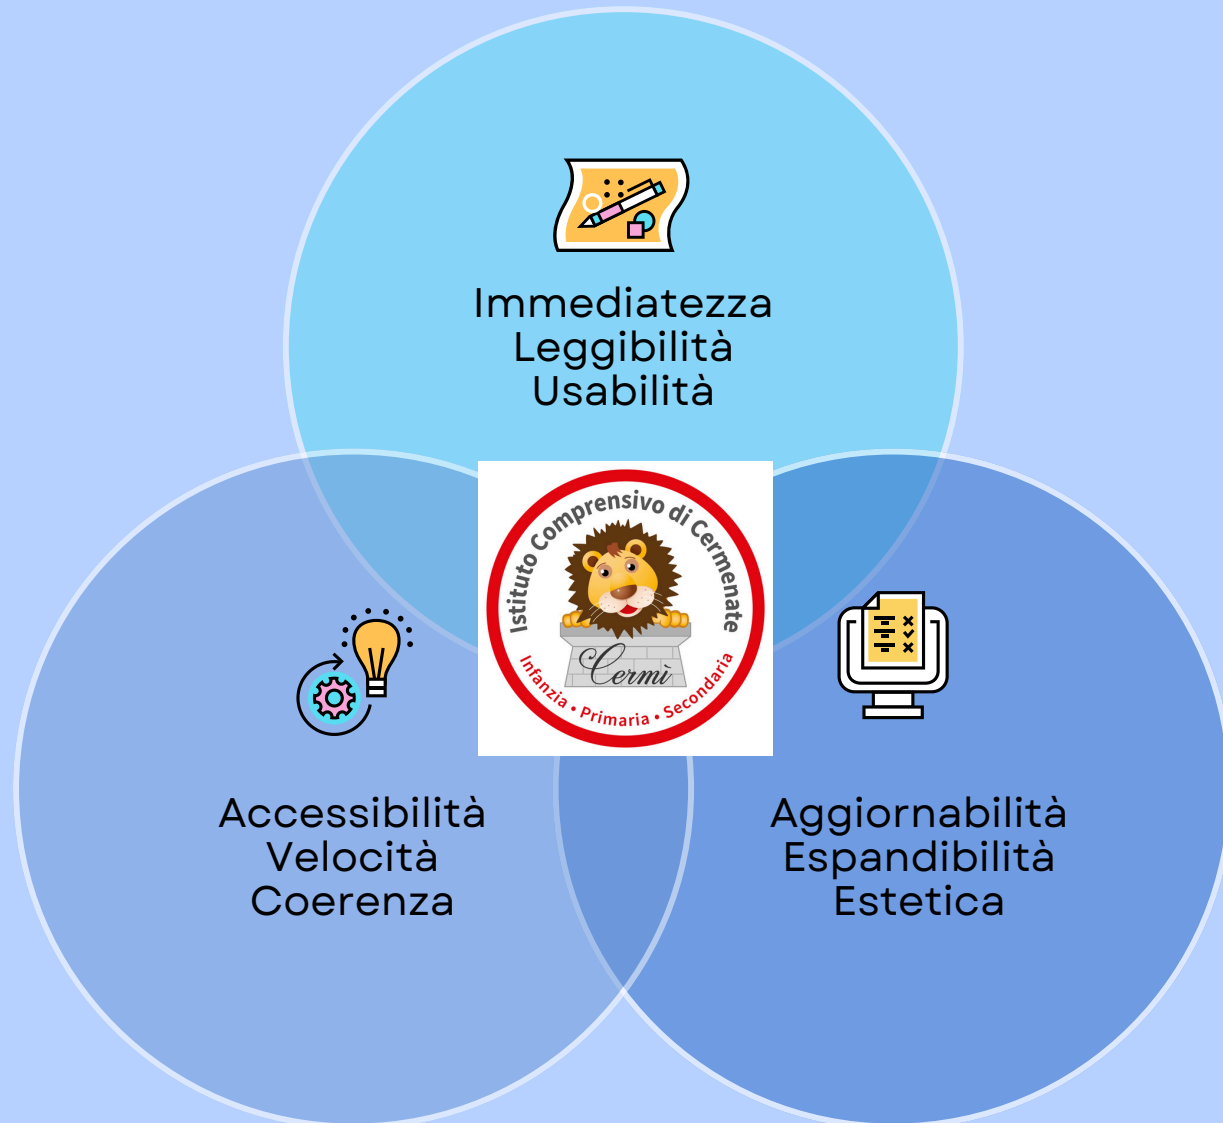 Immediatezza
Leggibilità
Usabilità
Istituto Comprensivo di Cermenate
Cermì
Infanzia • Primaria • Secondaria
Accessibilità
Velocità
Coerenza
Aggiornabilità
Espandibilità
Estetica